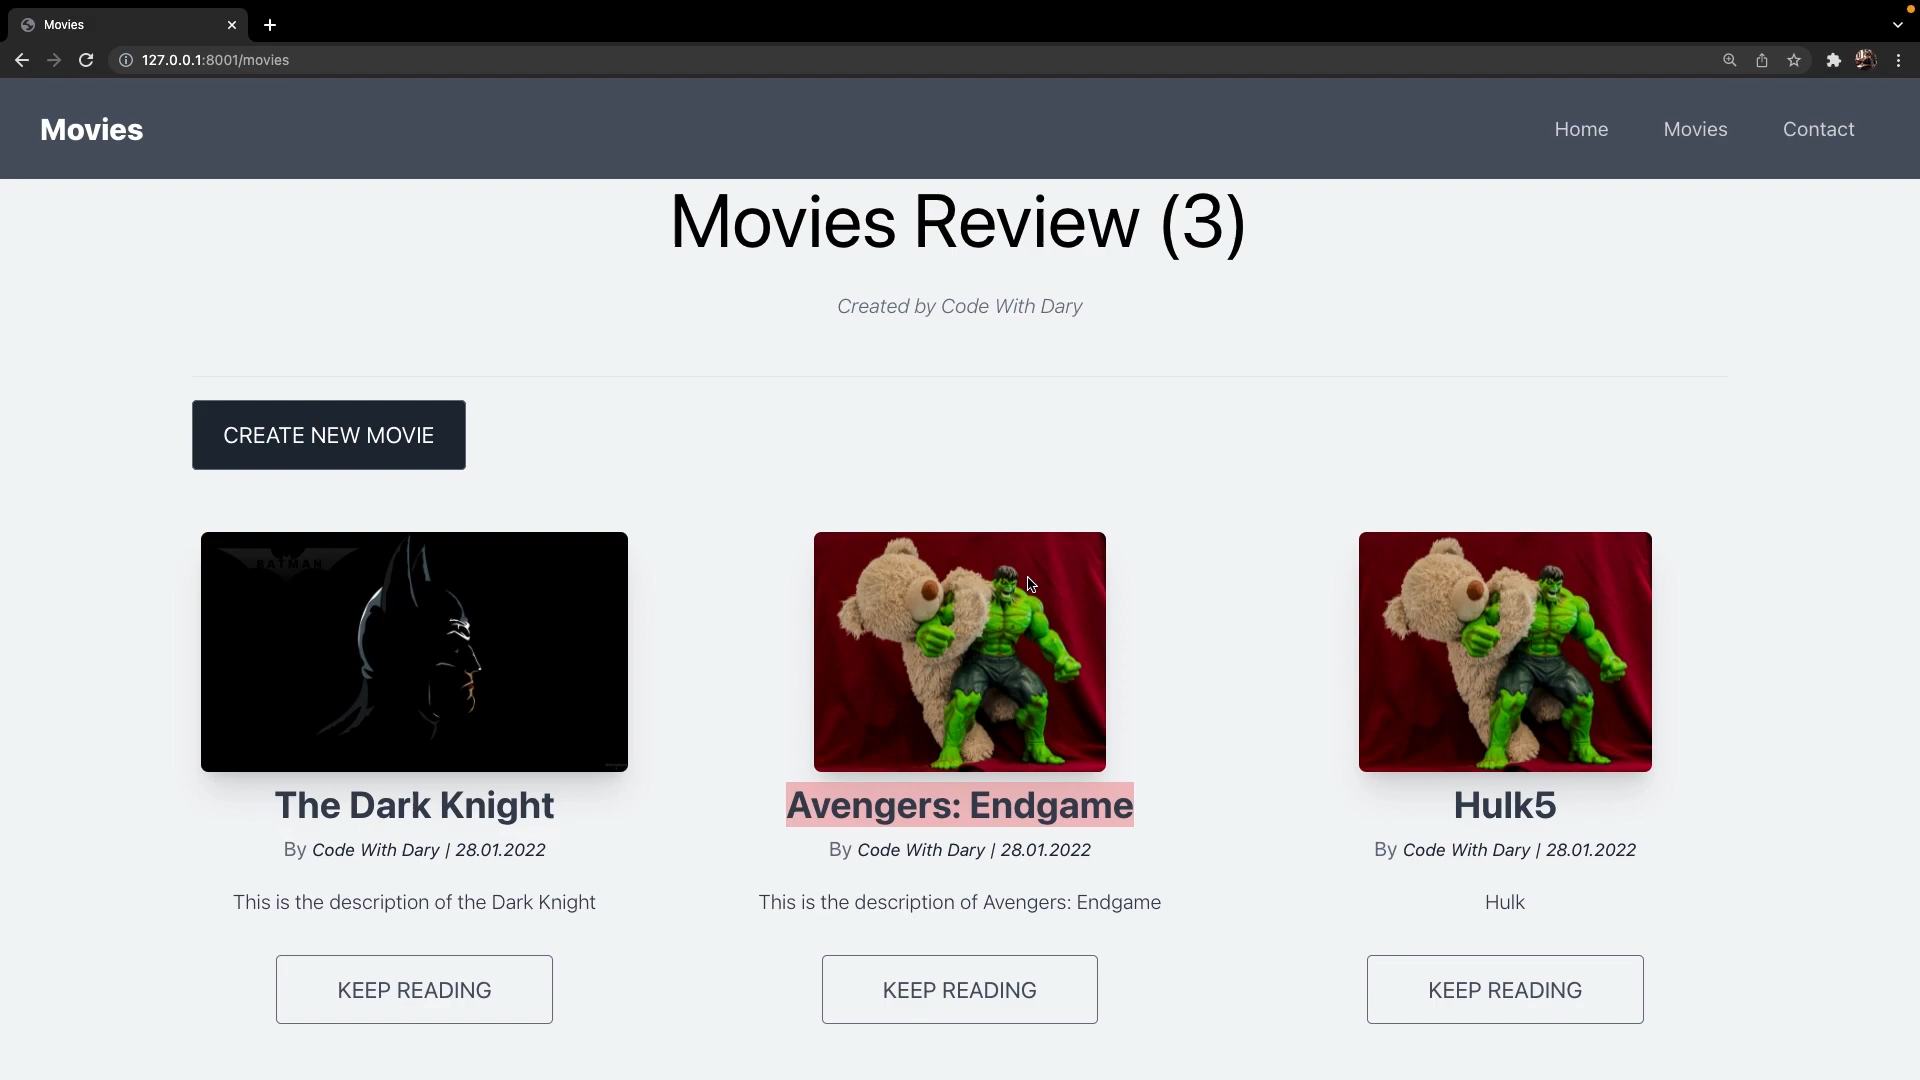 Movies
127.0.0.1:8001/movies
Movies
Home Movies Contact
Movies Review (3)
Created by Code With Dary
CREATE NEW MOVIE
BATMAN
The Dark Knight
By Code With Dary | 28.01.2022
This is the description of the Dark Knight
KEEP READING
Avengers: Endgame
By Code With Dary | 28.01.2022
This is the description of Avengers: Endgame
KEEP READING
Hulk5
By Code With Dary | 28.01.2022
Hulk
KEEP READING